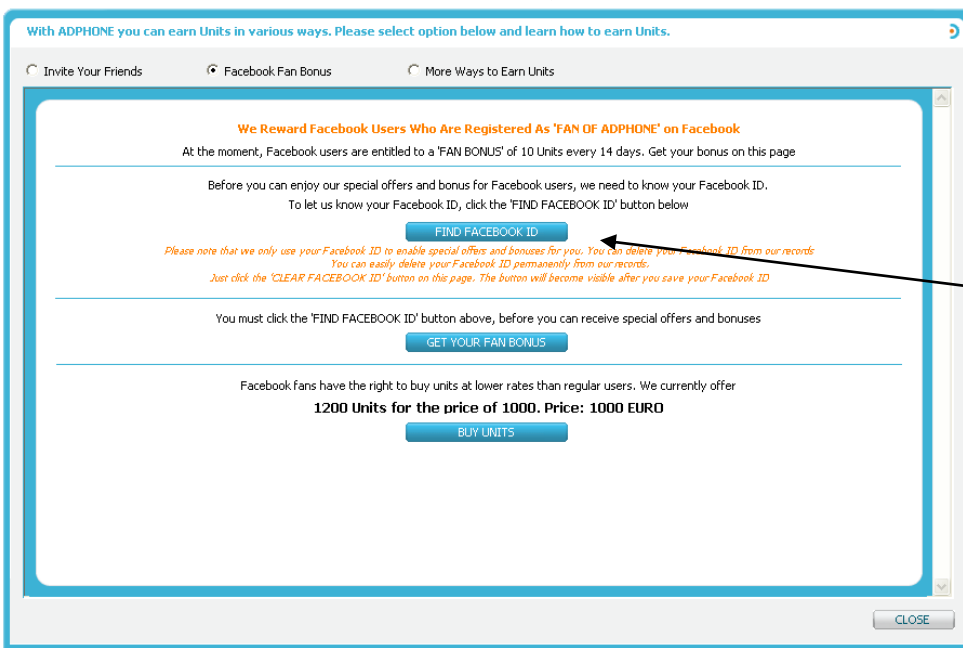 With ADPHONE you can earn Units in various ways. Please select option below and learn how to earn Units.
Invite Your Friends Facebook Fan Bonus More Ways to Earn Units
We Reward Facebook Users Who Are Registered As 'FAN OF ADPHONE' on Facebook
At the moment, Facebook users are entitled to a 'FAN BONUS' of 10 Units every 14 days. Get your bonus on this page
Before you can enjoy our special offers and bonus for Facebook users, we need to know your Facebook ID.
To let us know your Facebook ID, click the 'FIND FACEBOOK ID' button below
FIND FACEBOOK ID
Please note that we only use your Facebook ID to enable special offers and bonuses for you. You can delete your Facebook ID from our records
You can easily delete your Facebook ID permanently from our records.
Just click the 'CLEAR FACEBOOK ID' button on this page. The button will become visible after you save your Facebook ID
You must click the 'FIND FACEBOOK ID' button above, before you can receive special offers and bonuses
GET YOUR FAN BONUS
Facebook fans have the right to buy units at lower rates than regular users. We currently offer
1200 Units for the price of 1000. Price: 1000 EURO
BUY UNITS
CLOSE